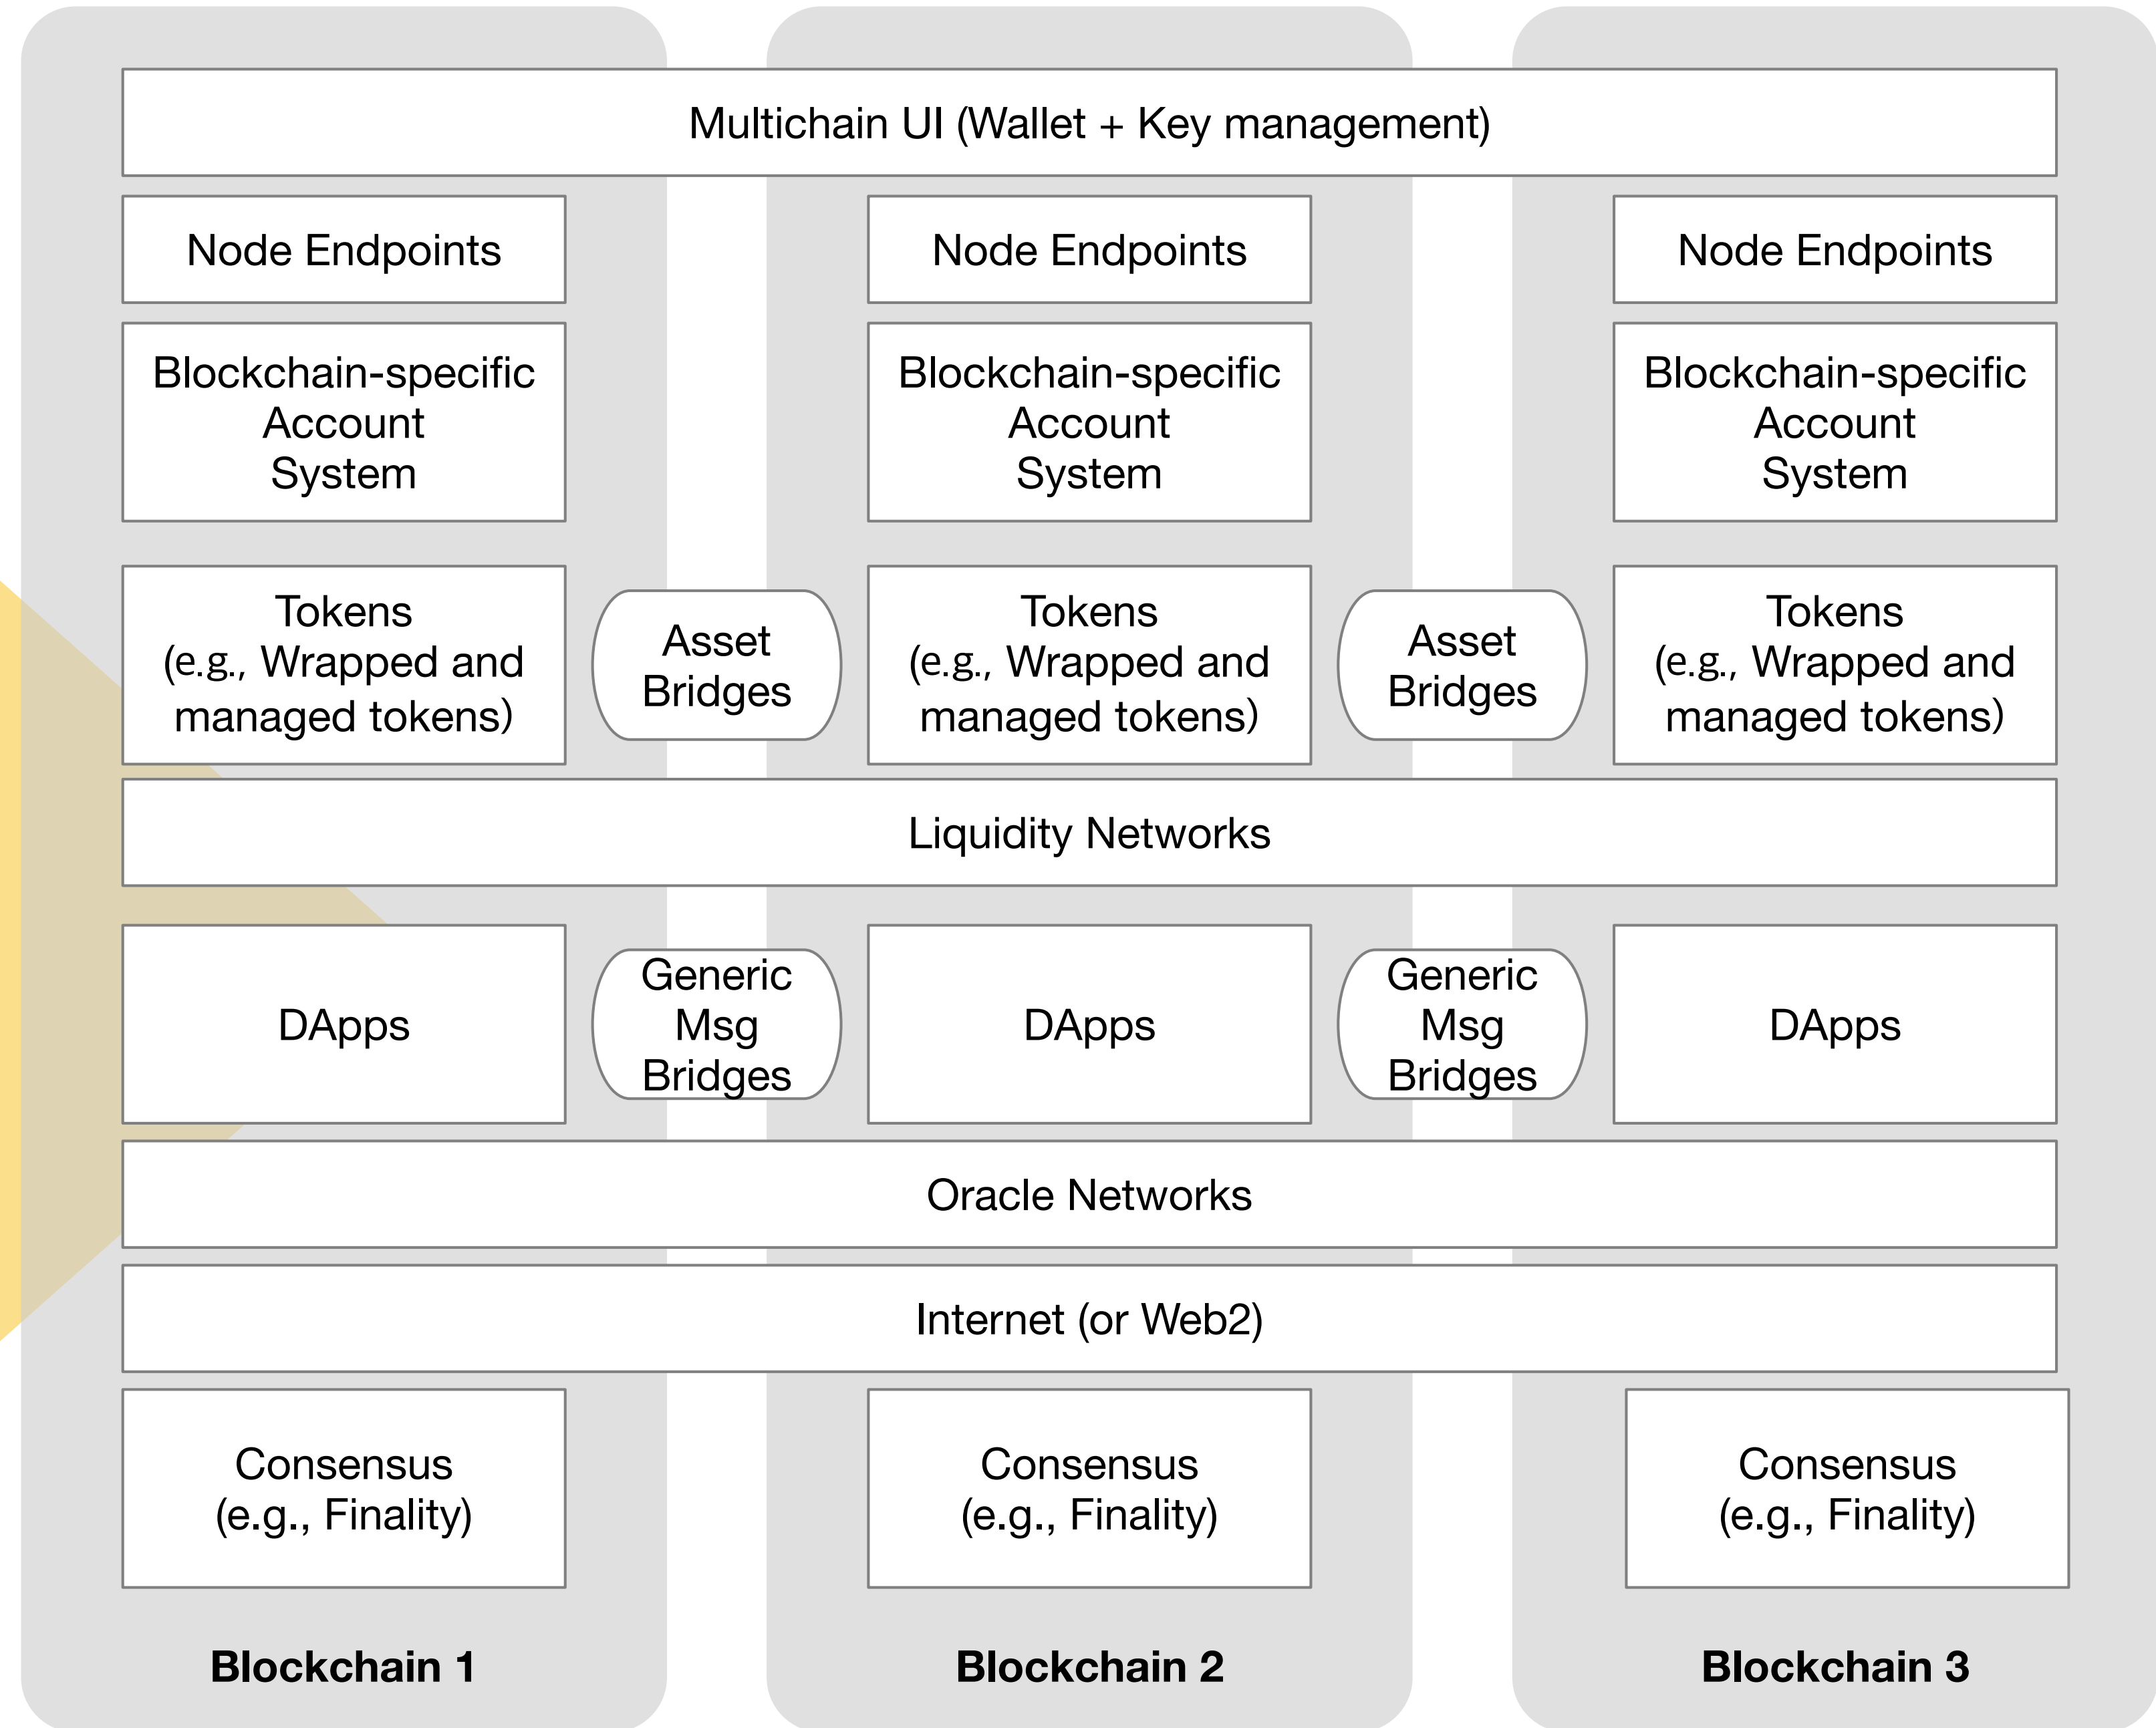 Multichain UI (Wallet + Key management)
Node Endpoints
Node Endpoints
Node Endpoints
Blockchain-specific
Account
System
Blockchain-specific
Account
System
Blockchain-specific
Account
System
Tokens
(e.g., Wrapped and
managed tokens)
Asset
Bridges
Tokens
(e.g., Wrapped and
managed tokens)
Asset
Bridges
Tokens
(e.g., Wrapped and
managed tokens)
Liquidity Networks
DApps
Generic
Msg
Bridges
DApps
Generic
Msg
Bridges
DApps
Oracle Networks
Internet (or Web2)
Consensus
(e.g., Finality)
Consensus
(e.g., Finality)
Consensus
(e.g., Finality)
Blockchain 1
Blockchain 2
Blockchain 3